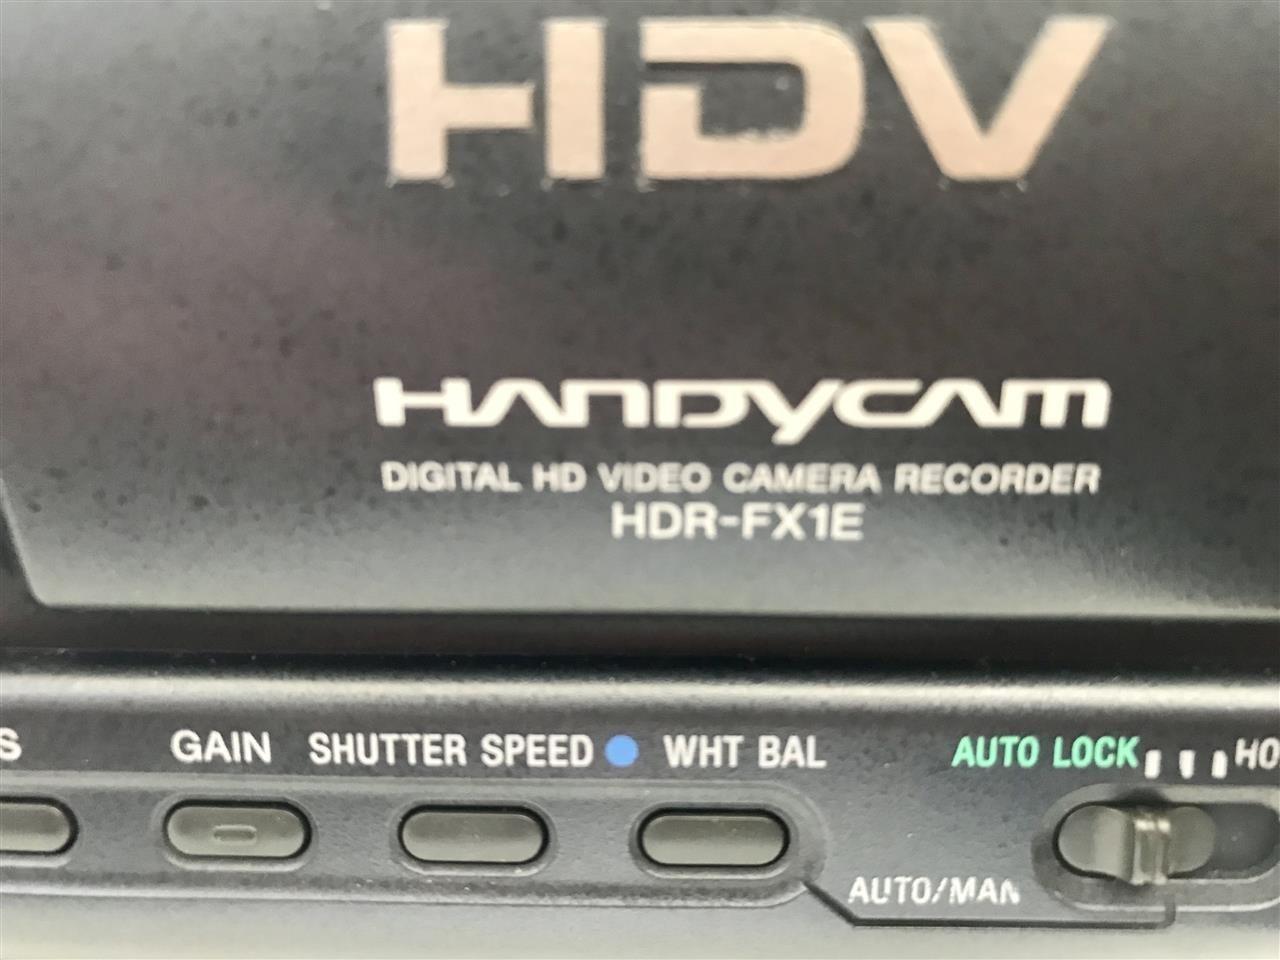 HDV
HANDYCAM
DIGITAL HD VIDEO CAMERA RECORDER
HDR-FX1E
GAIN SHUTTER SPEED WHT BAL AUTO LOCK
AUTO/MAN